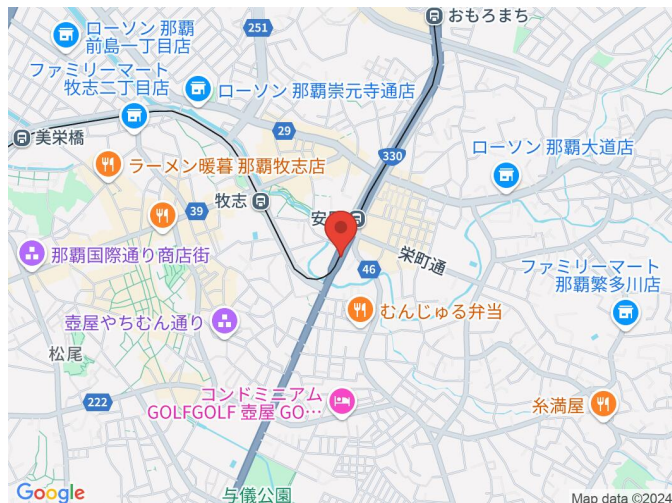 おもろまち
ローソン 那覇
前島一丁目店
251
ファミリーマート
牧志二丁目店
ローソン 那覇崇元寺通店
美栄橋
29
330
ラーメン暖暮 那覇牧志店
ローソン 那覇大道店
39
牧志
安
那覇国際通り商店街
栄町通
46
ファミリーマート
那覇繁多川店
壺屋やちむん通り
むんじゅる弁当
松尾
222
コンドミニアム
GOLFGOLF 壺屋 GO…
糸満屋
与儀公園
Google
Map data ©2024